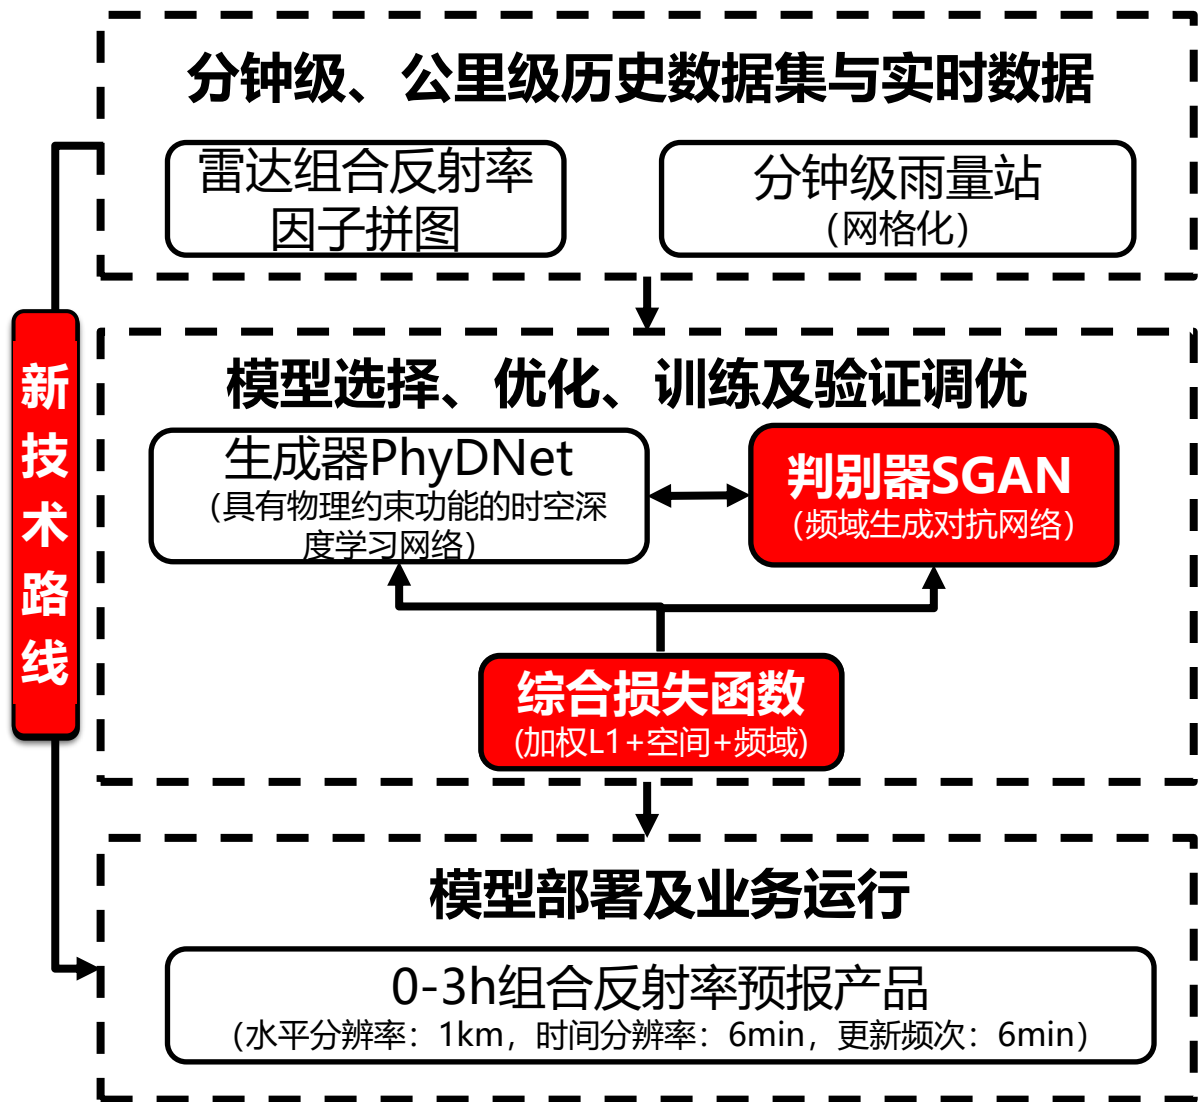 分钟级、公里级历史数据集与实时数据
雷达组合反射率
因子拼图
分钟级雨量站
(网格化)
新技术路线
模型选择、优化、训练及验证调优
生成器PhyDNet
(具有物理约束功能的时空深
度学习网络)
判别器SGAN
(频域生成对抗网络)
综合损失函数
(加权L1+空间+频域)
模型部署及业务运行
0-3h组合反射率预报产品
(水平分辨率：1km，时间分辨率：6min，更新频次：6min)